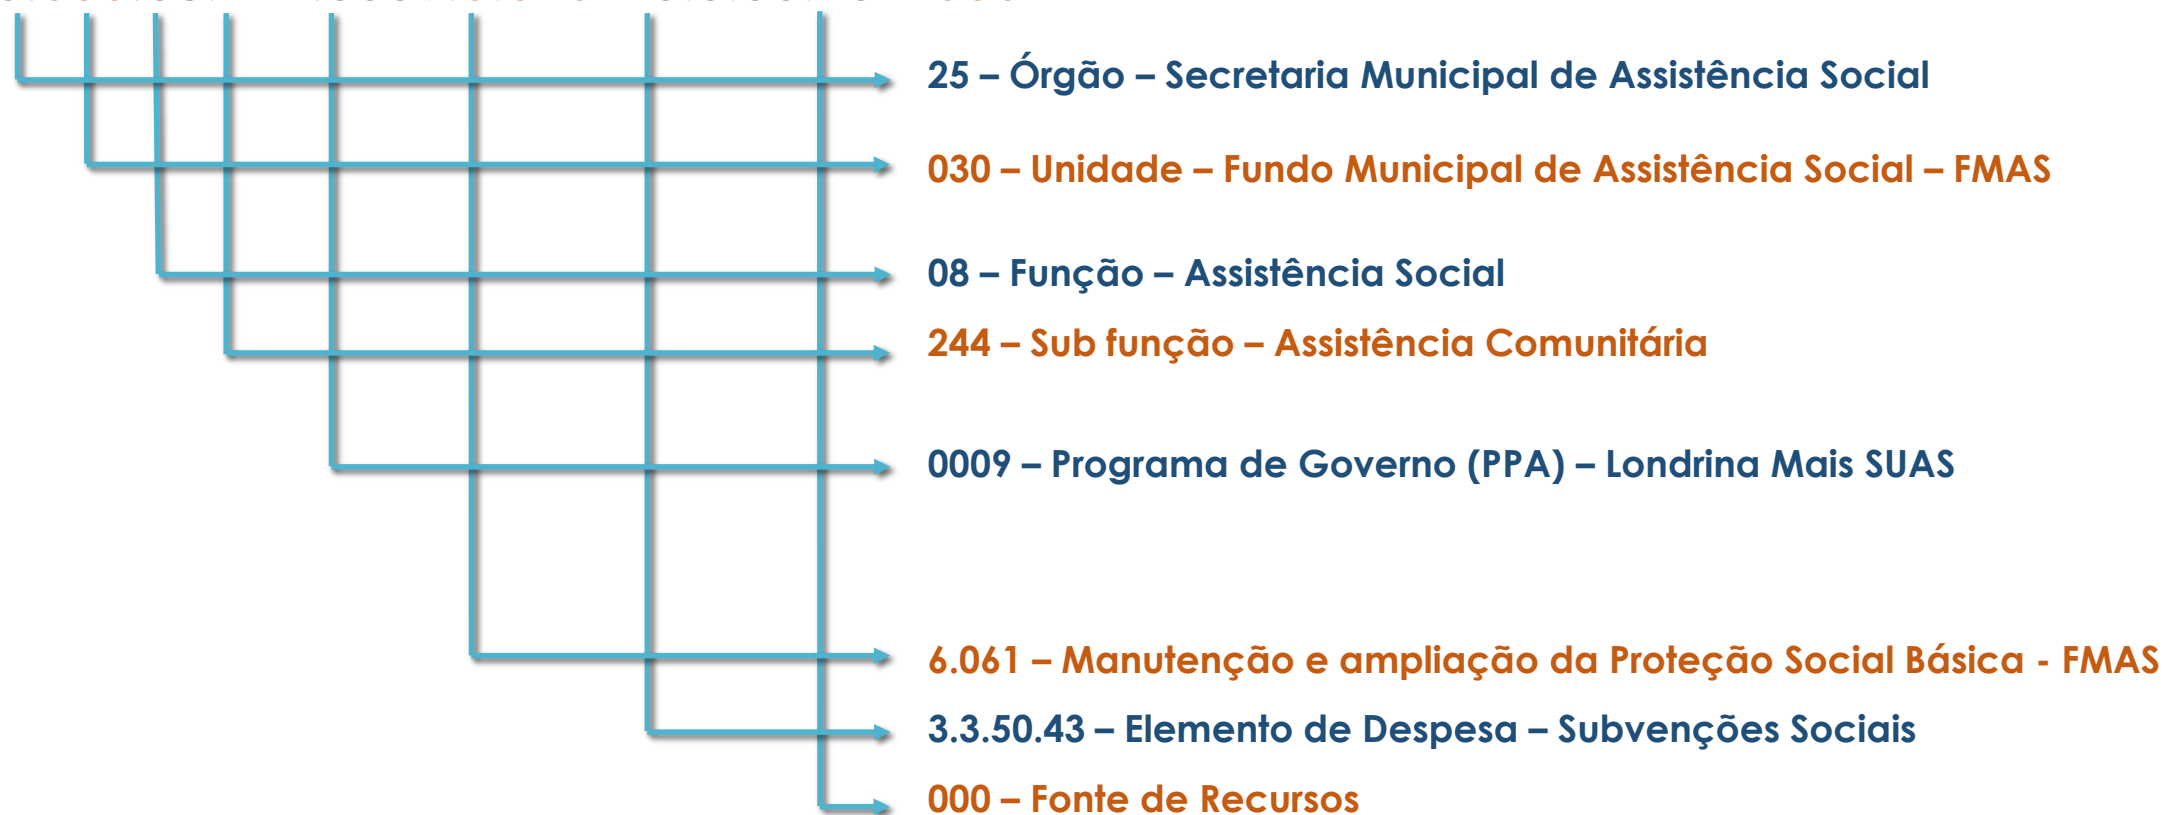 25 – Órgão – Secretaria Municipal de Assistência Social
030 – Unidade – Fundo Municipal de Assistência Social – FMAS
08 – Função – Assistência Social
244 – Sub função – Assistência Comunitária
0009 – Programa de Governo (PPA) – Londrina Mais SUAS
6.061 – Manutenção e ampliação da Proteção Social Básica - FMAS
3.3.50.43 – Elemento de Despesa – Subvenções Sociais
000 – Fonte de Recursos